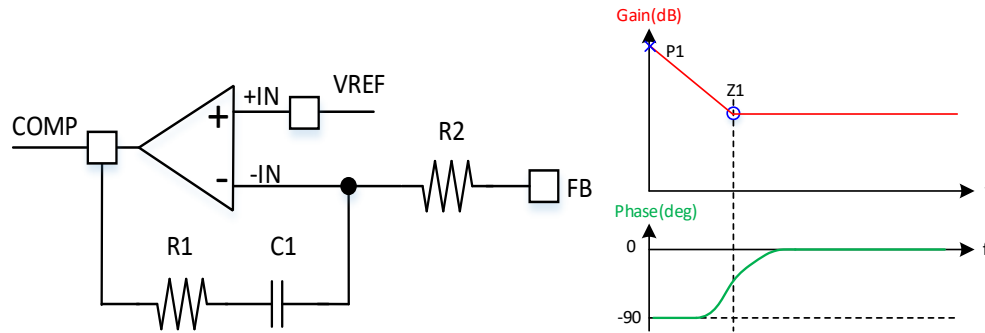 COMP
+IN
VREF
+
-
-IN
R2
FB
R1
C1
Gain(dB)
P1
Z1
Phase(deg)
0
-90